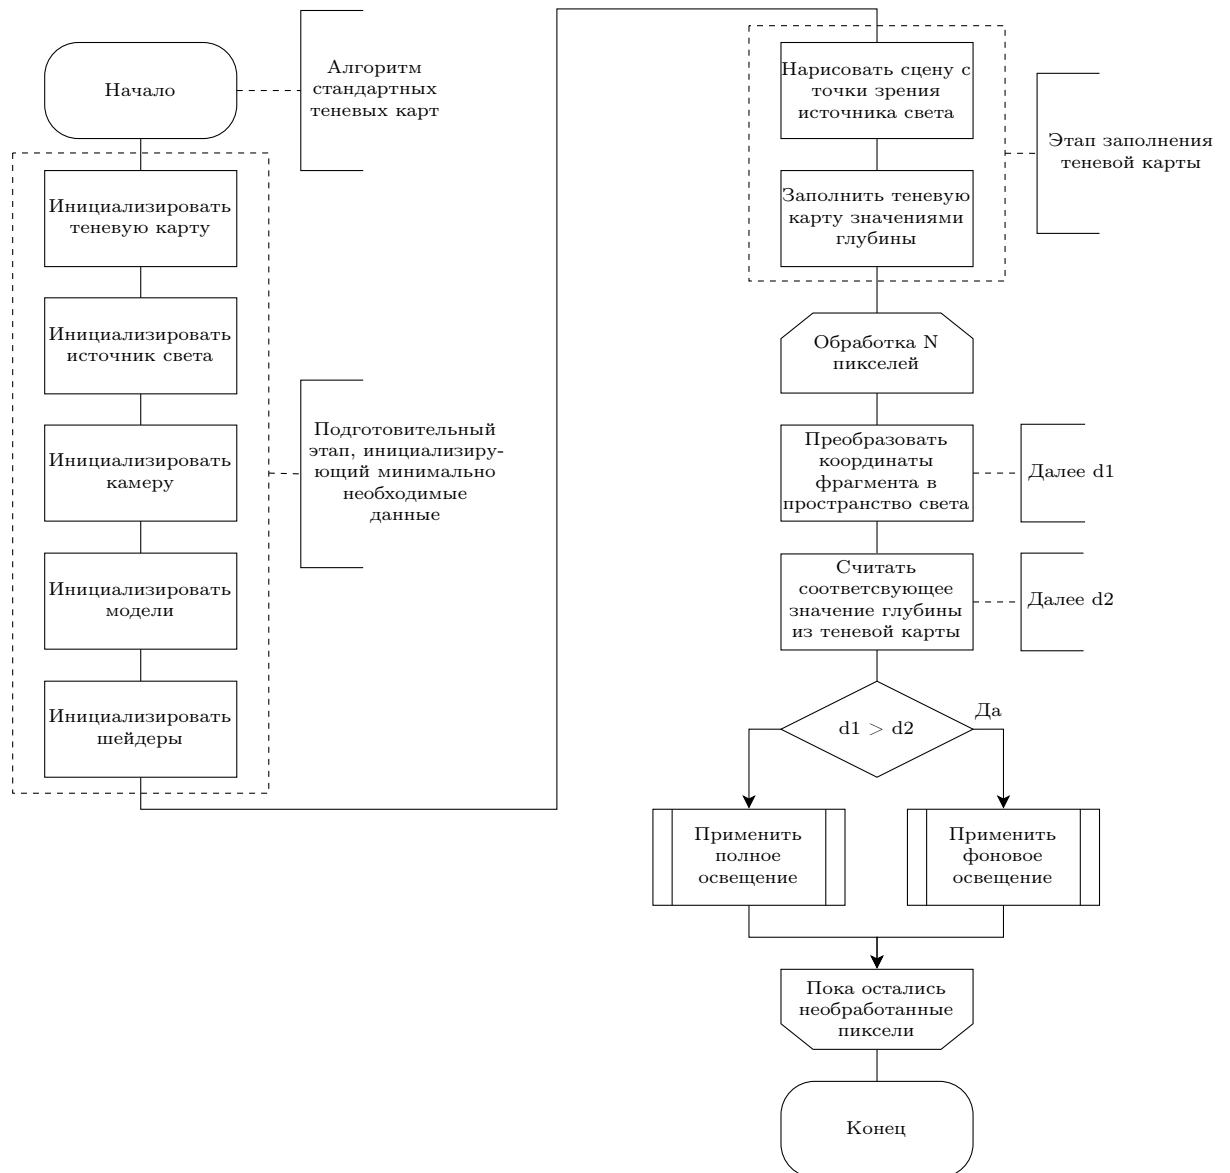 Начало
Алгоритм
стандартных
теневых карт
Инициализировать
теневую карту
Инициализировать
источник света
Инициализировать
камеру
Подготовительный
этап, инициализиру-
ющий минимально
необходимые
данные
Инициализировать
модели
Инициализировать
шейдеры
Нарисовать сцену с
точки зрения
источника света
Этап заполнения
теневой карты
Заполнить теневую
карту значениями
глубины
Обработка N
пикселей
Преобразовать
координаты
фрагмента в
пространство света
Далее d1
Считать
соответсвующее
значение глубины
из теневой карты
Далее d2
d1 > d2
Да
Применить
полное
освещение
Применить
фоновое
освещение
Пока остались
необработанные
пиксели
Конец